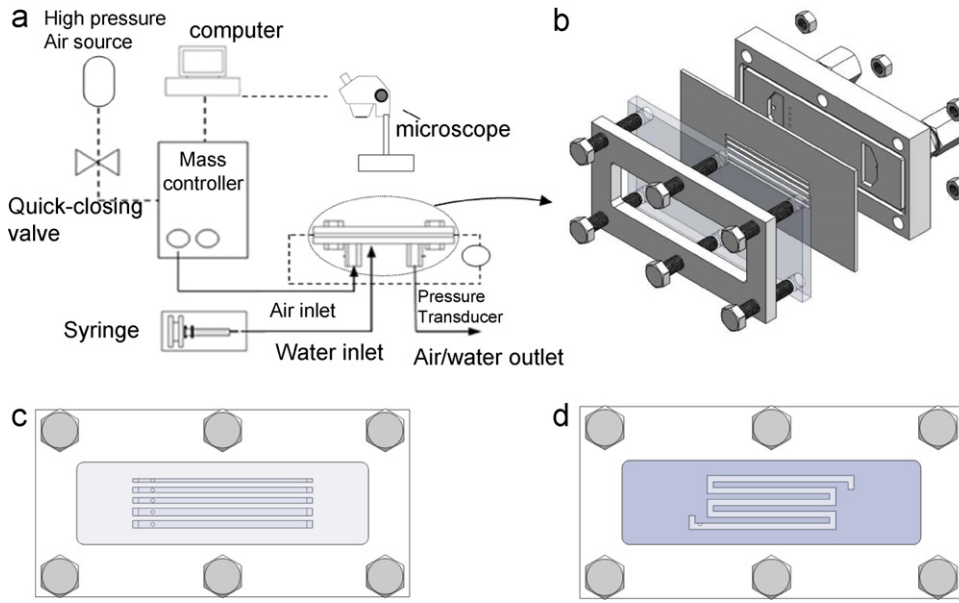 a
High pressure
Air source
computer
microscope
Mass
controller
Quick-closing
valve
Air inlet
Pressure
Transducer
Syringe
Water inlet
Air/water outlet
b
c
d